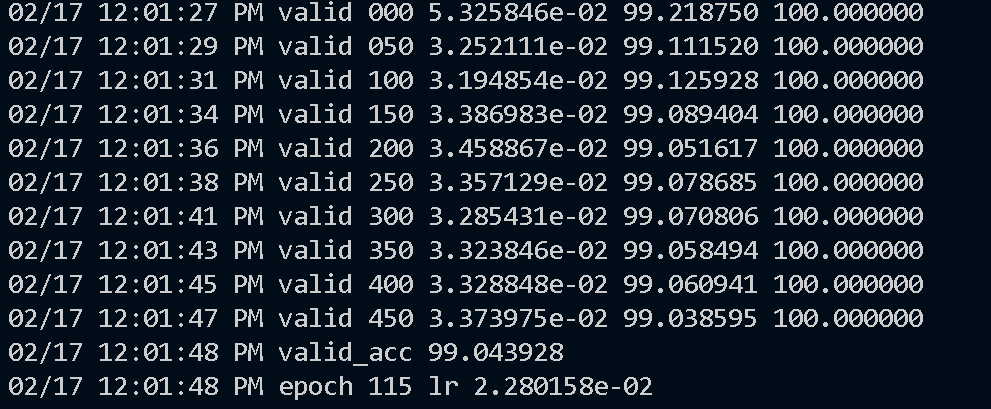 02/17 12:01:27 PM valid 000 5.325846e-02 99.218750 100.000000
02/17 12:01:29 PM valid 050 3.252111e-02 99.111520 100.000000
02/17 12:01:31 PM valid 100 3.194854e-02 99.125928 100.000000
02/17 12:01:34 PM valid 150 3.386983e-02 99.089404 100.000000
02/17 12:01:36 PM valid 200 3.458867e-02 99.051617 100.000000
02/17 12:01:38 PM valid 250 3.357129e-02 99.078685 100.000000
02/17 12:01:41 PM valid 300 3.285431e-02 99.070806 100.000000
02/17 12:01:43 PM valid 350 3.323846e-02 99.058494 100.000000
02/17 12:01:45 PM valid 400 3.328848e-02 99.060941 100.000000
02/17 12:01:47 PM valid 450 3.373975e-02 99.038595 100.000000
02/17 12:01:48 PM valid_acc 99.043928
02/17 12:01:48 PM epoch 115 lr 2.280158e-02